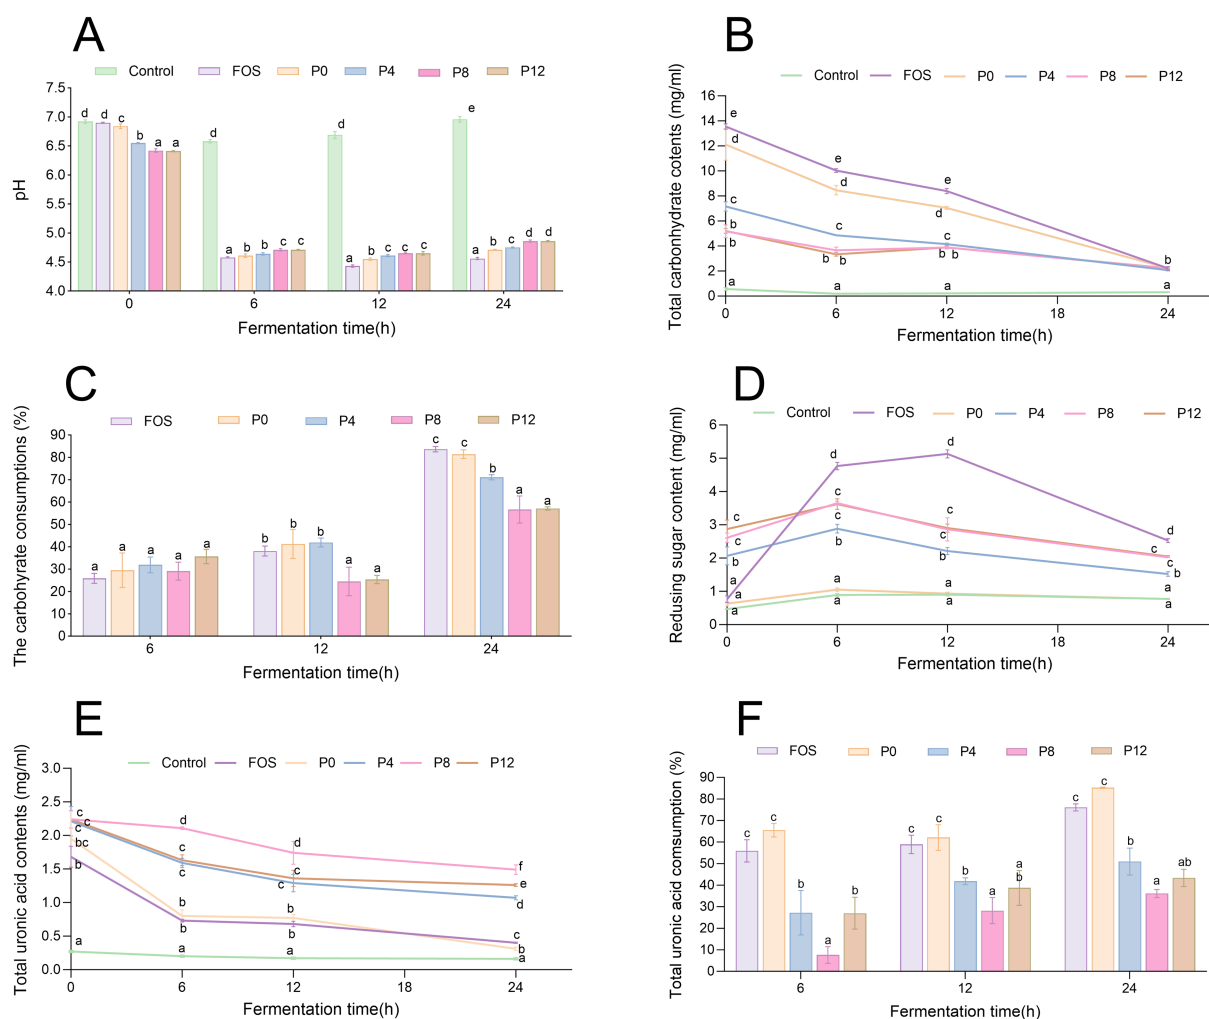 A
Control FOS P0 P4 P8 P12
pH
7.5
7.0
6.5
6.0
5.5
5.0
4.5
4.0
d d c b a a
d a b b c c
d a b c c c
e a b c d d
0 6 12 24
Fermentation time(h)
B
Control FOS P0 P4 P8 P12
Total carbonhydrate cotents (mg/ml)
16
14
12
10
8
6
4
2
0
e e e b
d d d
c c c
b b b b b
b
a a a a
0 6 12 18 24
Fermentation time(h)
C
FOS P0 P4 P8 P12
The carbohyrate consumptions (%)
90
80
70
60
50
40
30
20
10
0
a a a a a
b b b a a
c c b a a
6 12 24
Fermentation time(h)
D
Control FOS P0 P4 P8 P12
Redusing sugar content (mg/ml)
6
5
4
3
2
1
0
d d d
c c c c
c c c
b b b b
a a a a
a a a a
a
0 6 12 18 24
Fermentation time(h)
E
Control FOS P0 P4 P8 P12
Total uronic acid contents (mg/ml)
3.0
2.5
2.0
1.5
1.0
0.5
0.0
c d d f
c c c e
c c c d
bc b b c
b b b b
a a a a
0 6 12 18 24
Fermentation time(h)
F
FOS P0 P4 P8 P12
Total uronic acid comsumption (%)
90
80
70
60
50
40
30
20
10
0
c c b a b
c c b a a
b
c c b a ab
6 12 24
Fermentation time(h)